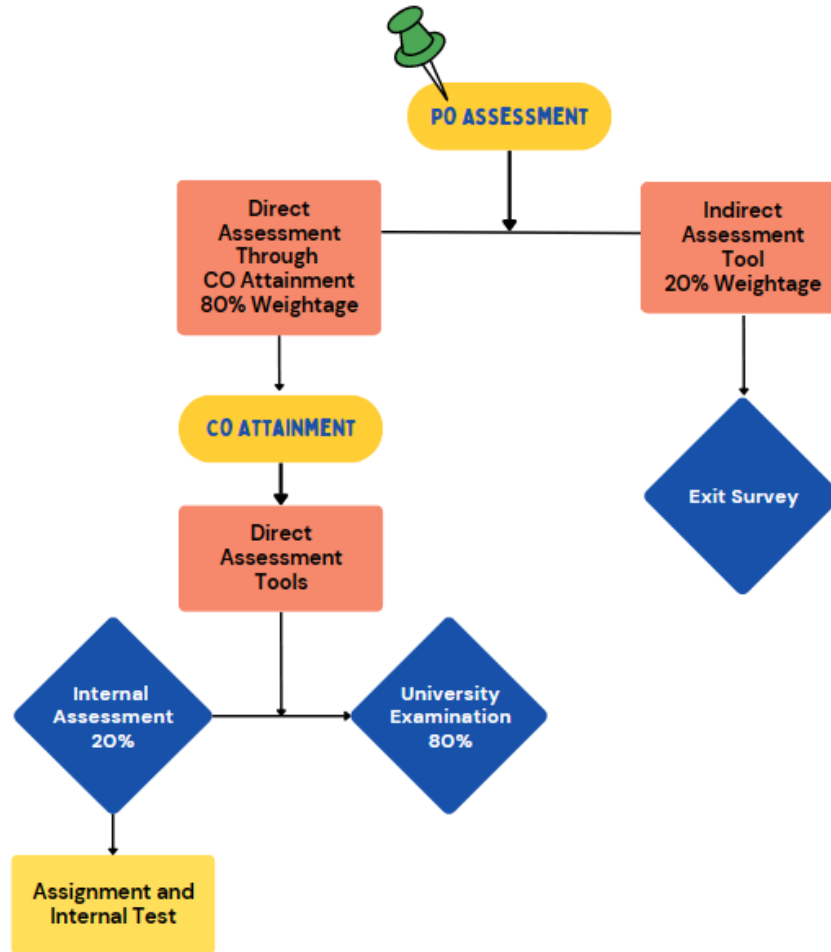 PO ASSESSMENT
Direct
Assessment
Through
CO Attainment
80% Weightage
Indirect
Assessment
Tool
20% Weightage
CO ATTAINMENT
Exit Survey
Direct
Assessment
Tools
Internal
Assessment
20%
University
Examination
80%
Assignment and
Internal Test